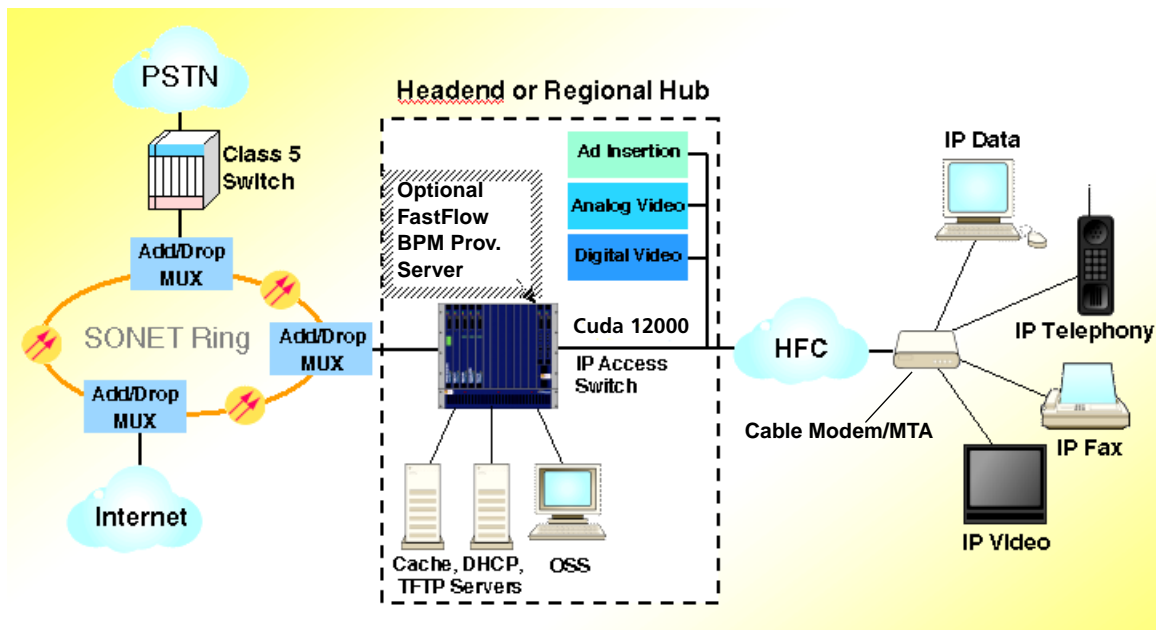 PSTN
Class 5
Switch
Add/Drop
MUX
SONET Ring
Add/Drop
MUX
Add/Drop
MUX
Internet
Headend or Regional Hub
Optional
FastFlow
BPM Prov.
Server
Ad Insertion
Analog Video
Digital Video
Cuda 12000
IP Access
Switch
Cache, DHCP,
TFTP Servers
OSS
HFC
Cable Modem/MTA
IP Data
IP Telephony
IP Fax
IP Video